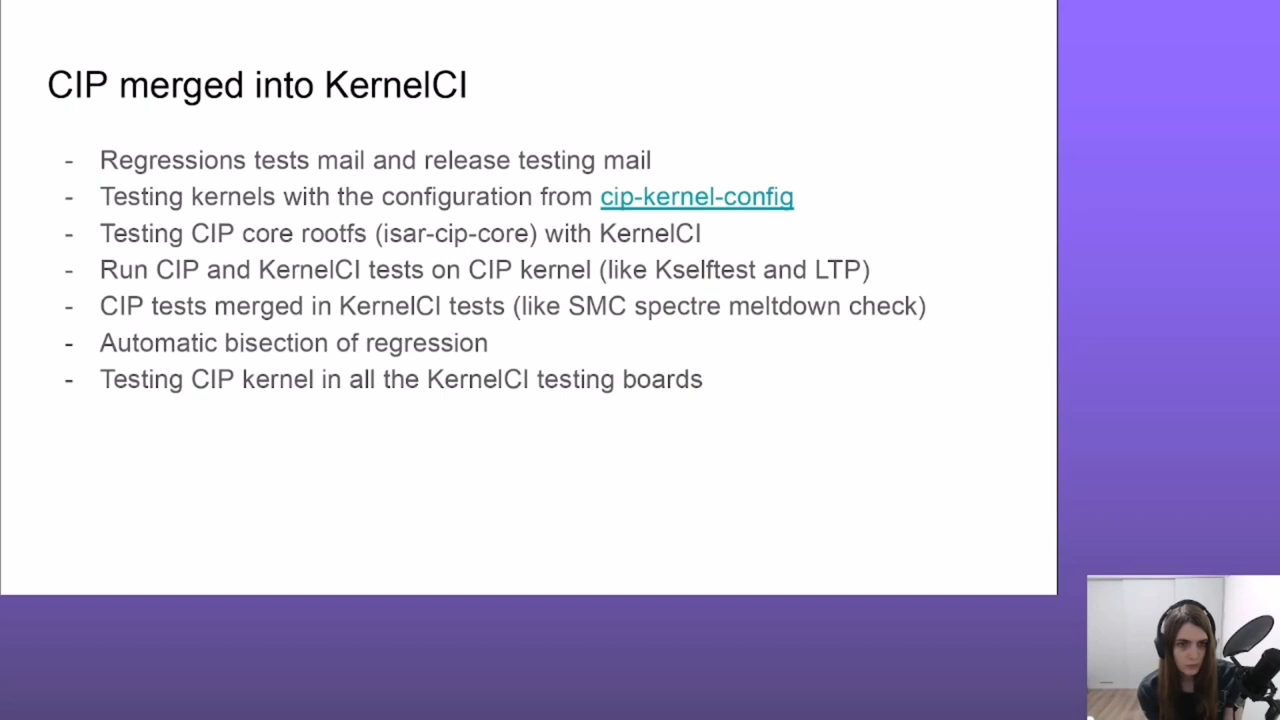 CIP merged into KernelCI
- Regressions tests mail and release testing mail
- Testing kernels with the configuration from cip-kernel-config
- Testing CIP core rootfs (isar-cip-core) with KernelCI
- Run CIP and KernelCI tests on CIP kernel (like Kselftest and LTP)
- CIP tests merged in KernelCI tests (like SMC spectre meltdown check)
- Automatic bisection of regression
- Testing CIP kernel in all the KernelCI testing boards